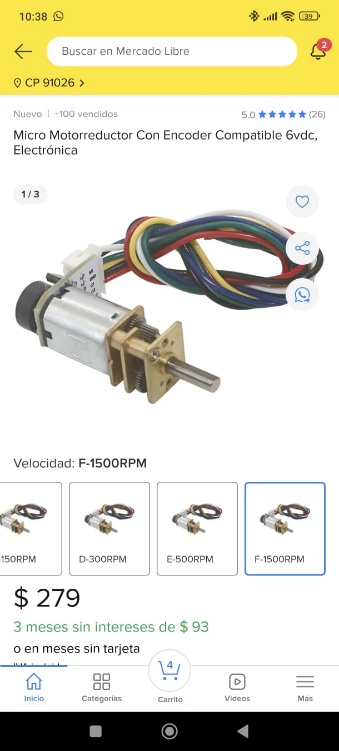 10:38
39
Buscar en Mercado Libre
2
CP 91026 >
Nuevo | +100 vendidos
5.0 ★★★★★ (26)
Micro Motorreductor Con Encoder Compatible 6vdc,
Electrónica
1 / 3
Velocidad: F-1500RPM
-150RPM
D-300RPM
E-500RPM
F-1500RPM
$ 279
3 meses sin intereses de $ 93
o en meses sin tarjeta
4
Inicio
Categorías
Carrito
Videos
Más